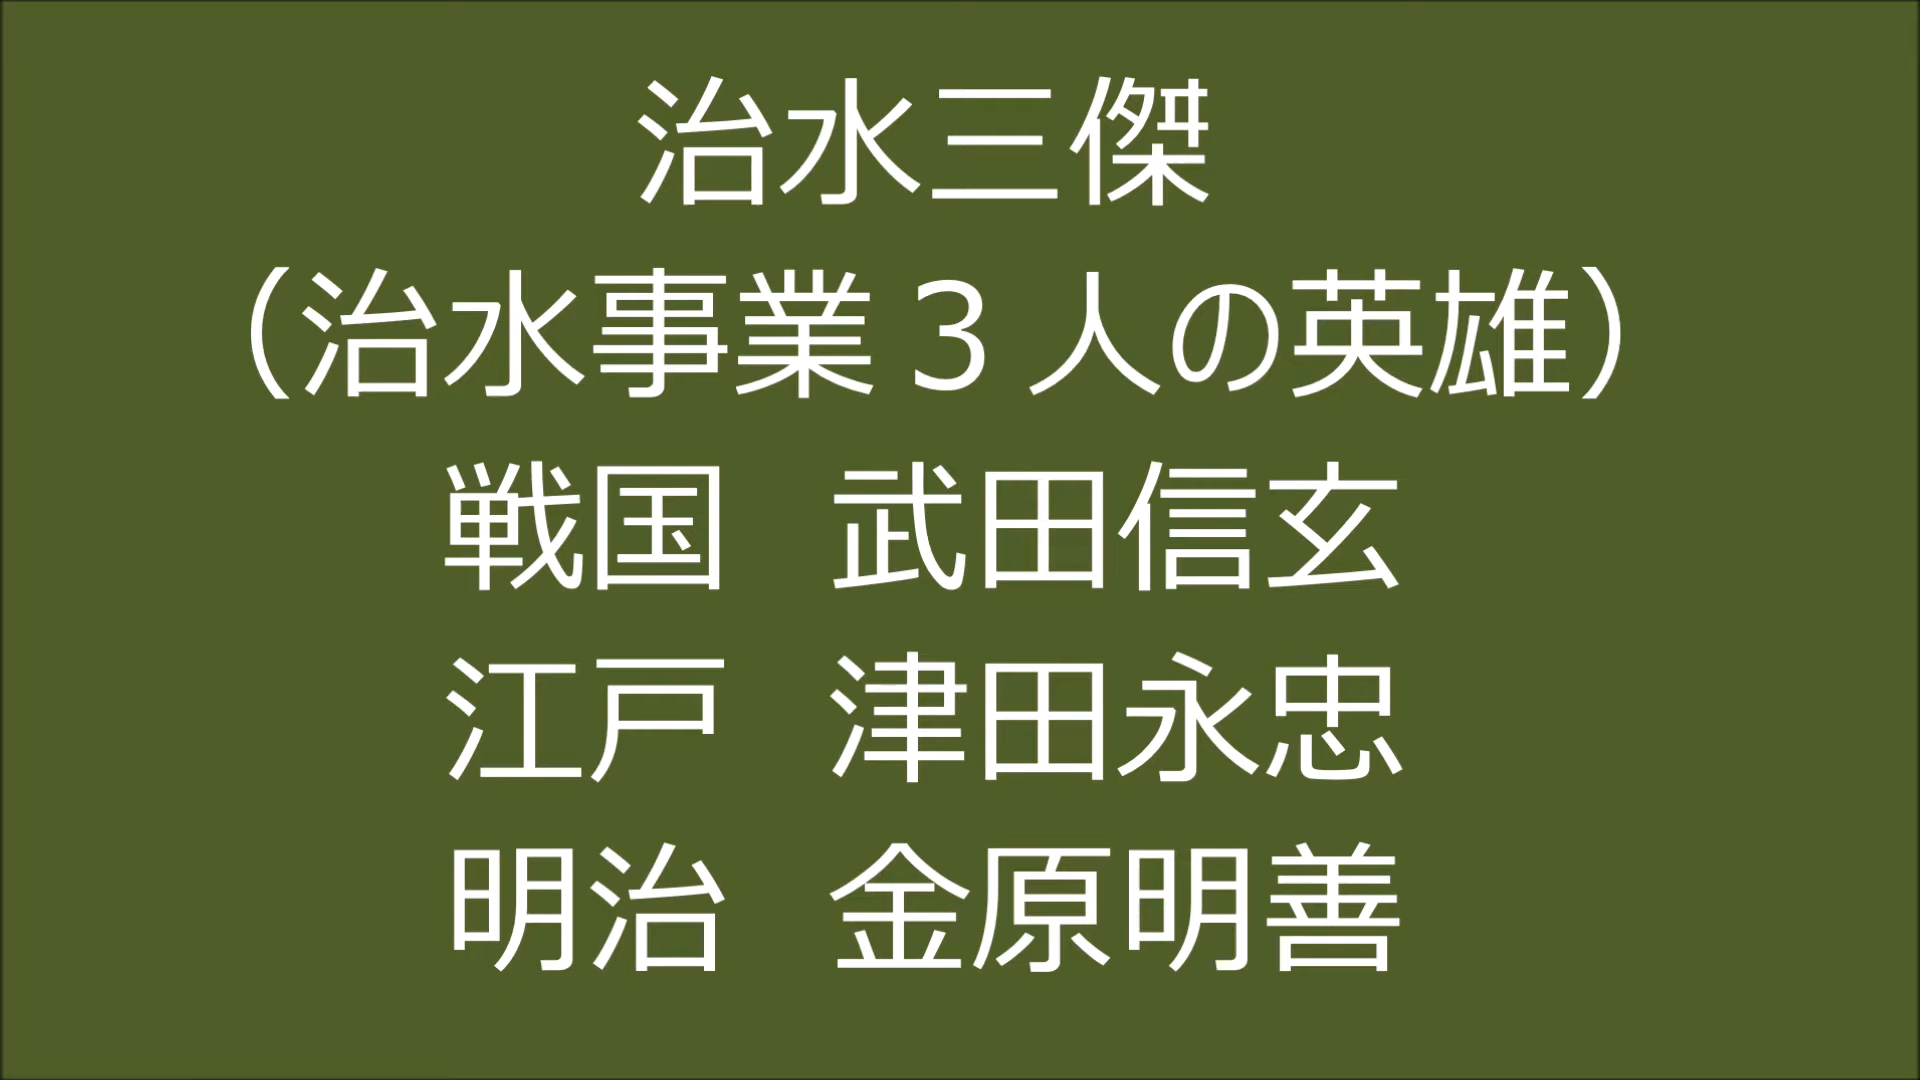 治水三傑
（治水事業３人の英雄）
戦国　武田信玄
江戸　津田永忠
明治　金原明善